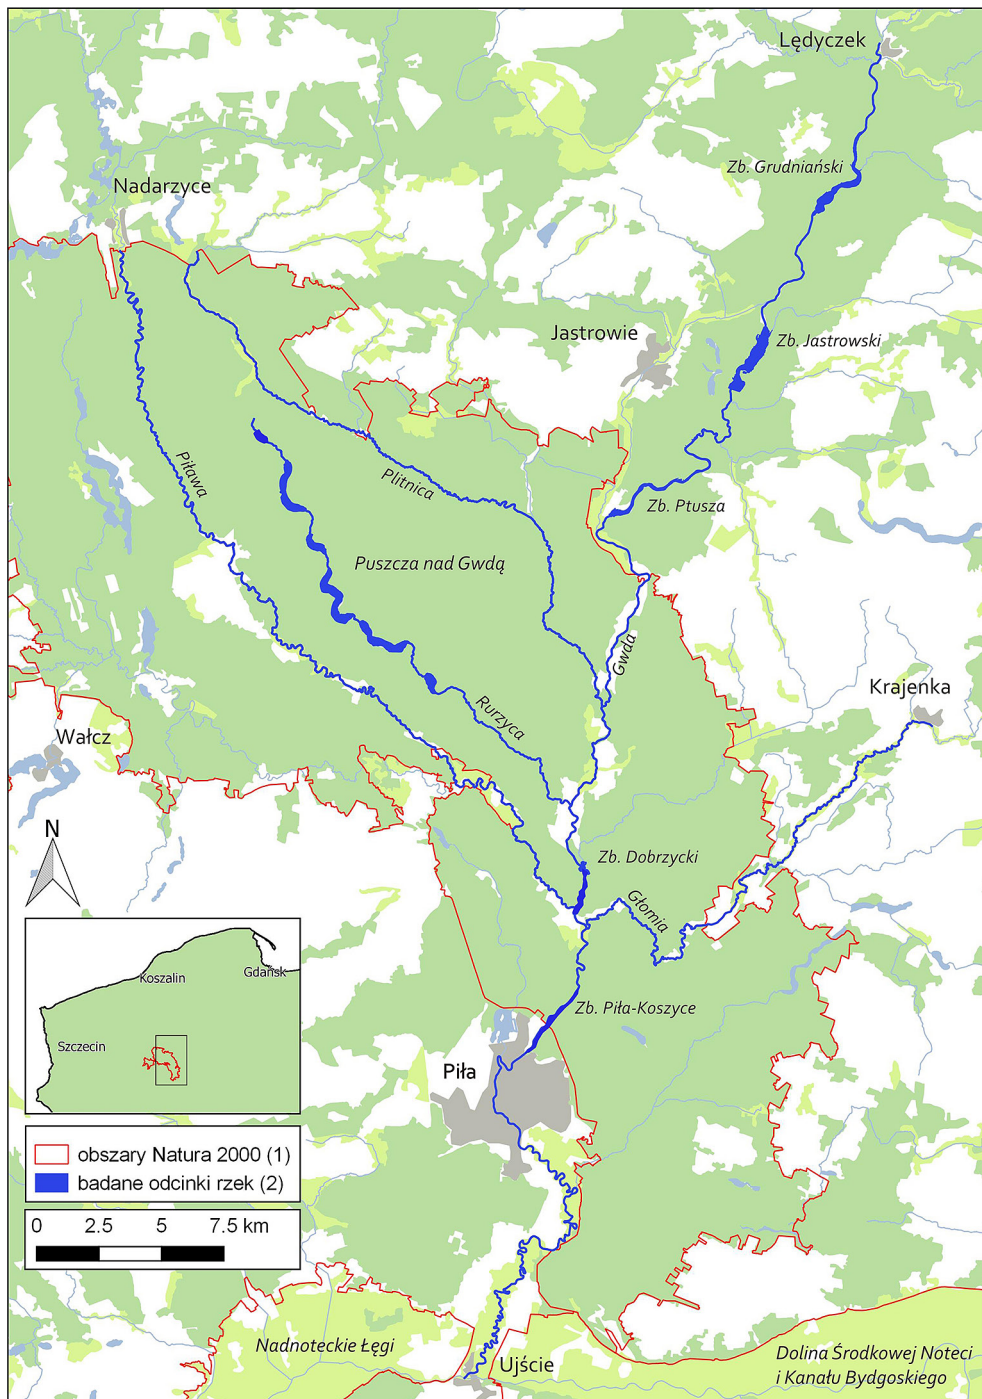 Lędyczek
Zb. Grudniański
Nadarzyce
Jastrowie
Zb. Jastrowski
Piława
Plitnica
Zb. Ptusza
Puszcza nad Gwdą
Gwda
Krajenka
Rurzyca
Wałcz
N
Zb. Dobrzycki
Głomia
Koszalin
Gdańsk
Zb. Piła-Koszyce
Szczecin
Piła
obszary Natura 2000 (1)
badane odcinki rzek (2)
0 2.5 5 7.5 km
Nadnoteckie Łęgi
Ujście
Dolina Środkowej Noteci
i Kanału Bydgoskiego